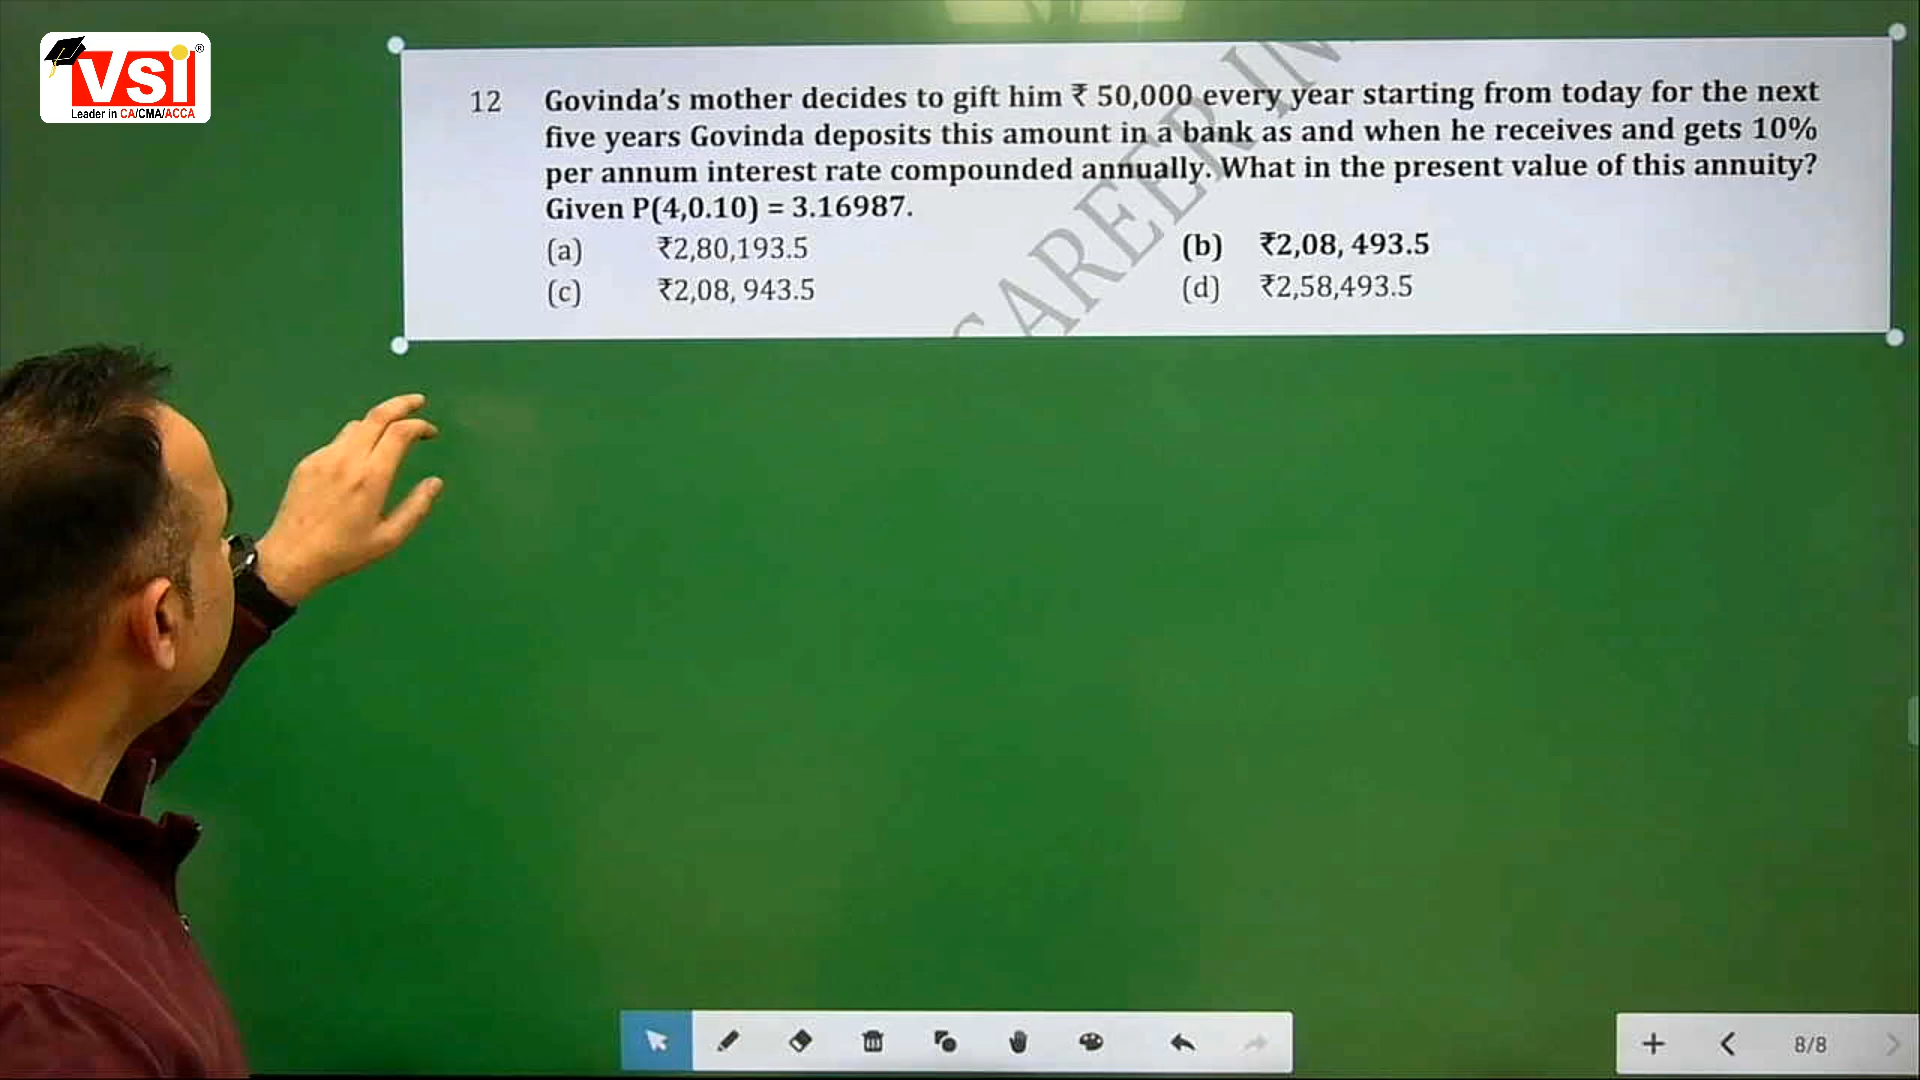 VSI®
Leader in CA/CMA/ACCA
12 Govinda's mother decides to gift him ₹ 50,000 every year starting from today for the next
five years Govinda deposits this amount in a bank as and when he receives and gets 10%
per annum interest rate compounded annually. What in the present value of this annuity?
Given P(4,0.10) = 3.16987.
(a) ₹2,80,193.5 (b) ₹2,08, 493.5
(c) ₹2,08, 943.5 (d) ₹2,58,493.5
CAREER IN
8/8